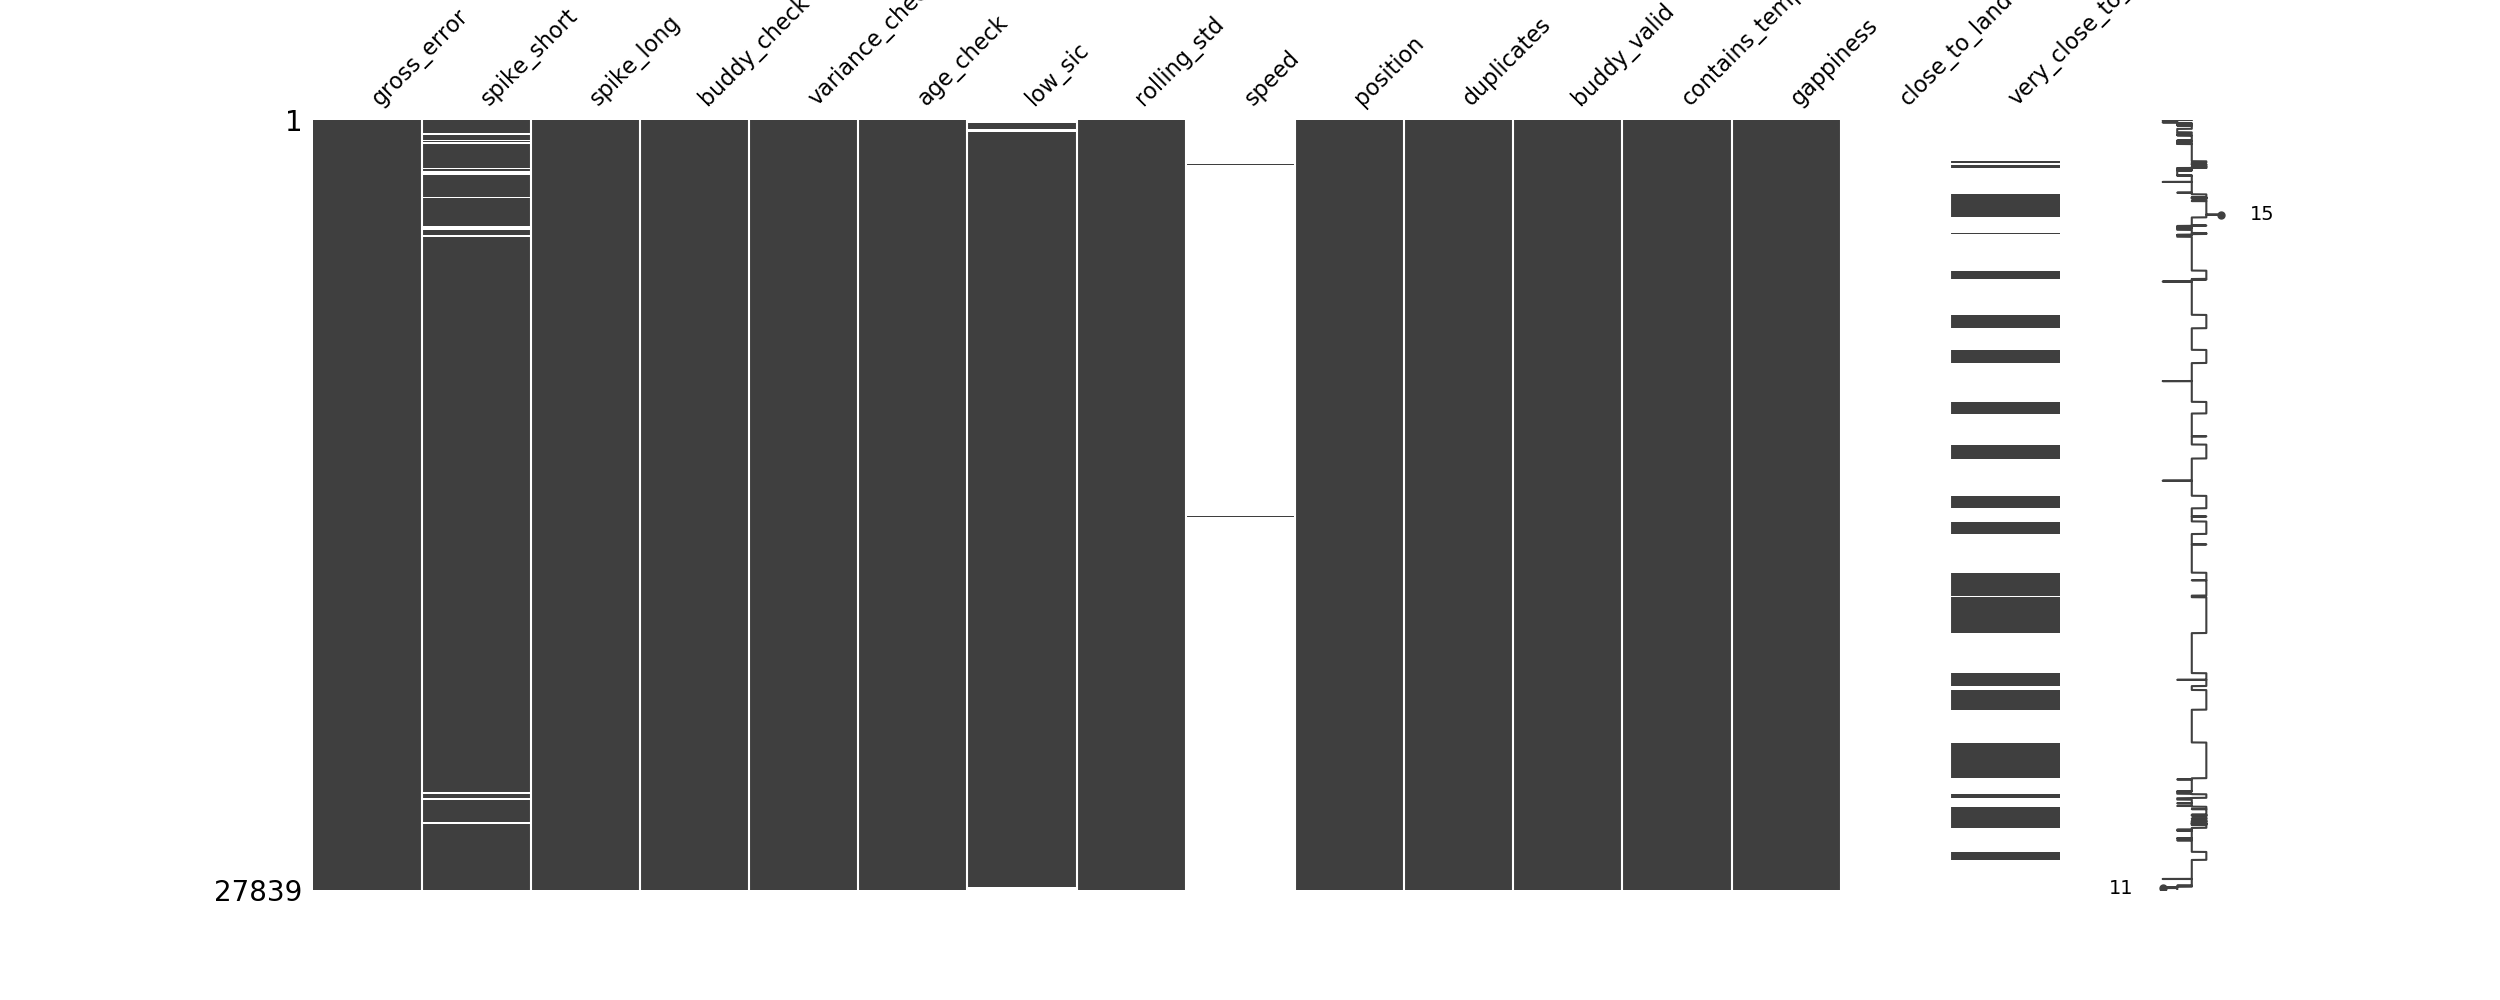 gross_error
spike_short
spike_long
buddy_check
variance_che
age_check
low_sic
rolling_std
speed
position
duplicates
buddy_valid
contains_temp
gappiness
close_to_land
very_close_to_
1
15
27839
11